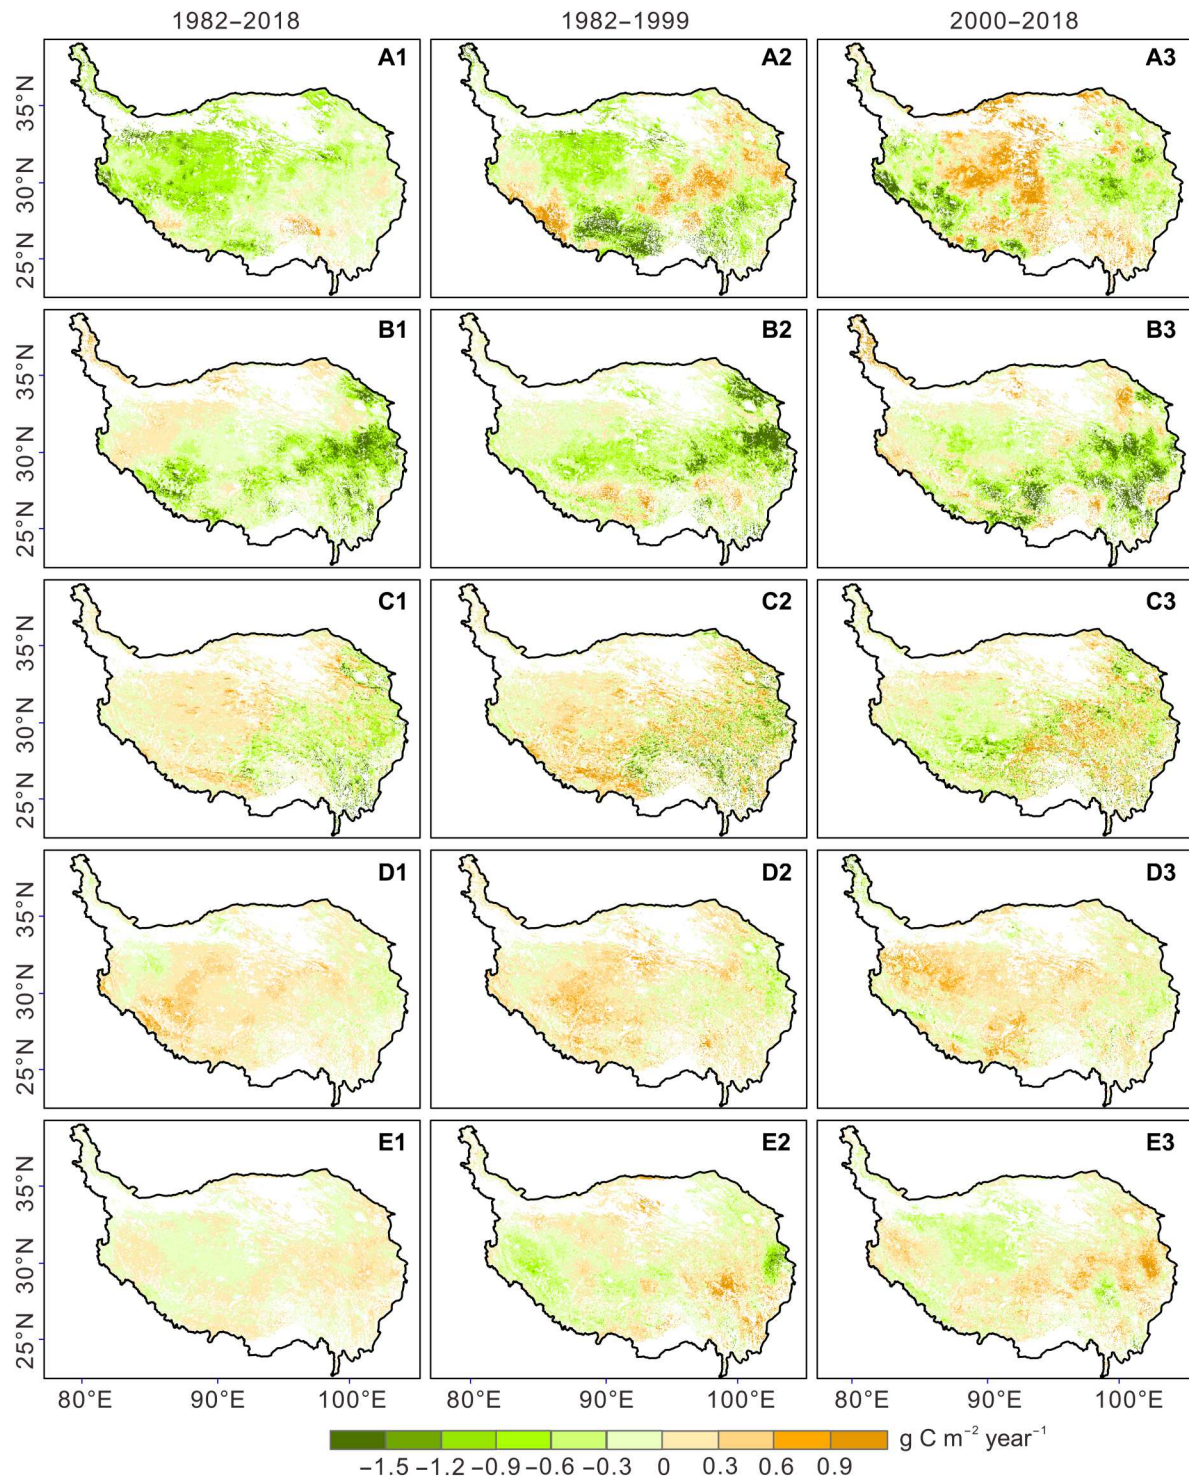 1982-2018 1982-1999 2000-2018
A1 A2 A3
35°N
30°N
25°N
B1 B2 B3
35°N
30°N
25°N
C1 C2 C3
35°N
30°N
25°N
D1 D2 D3
35°N
30°N
25°N
E1 E2 E3
35°N
30°N
25°N
80°E 90°E 100°E 80°E 90°E 100°E 80°E 90°E 100°E
g C m⁻² year⁻¹
−1.5 −1.2 −0.9 −0.6 −0.3 0 0.3 0.6 0.9